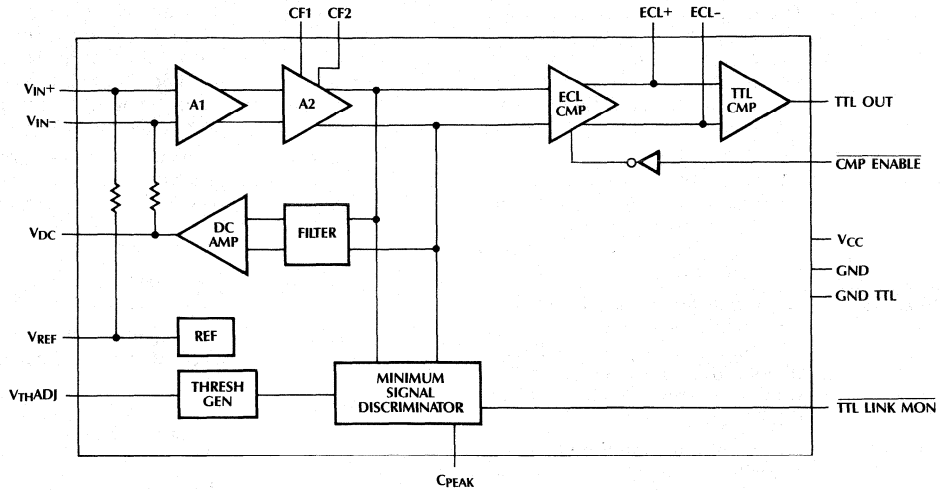 CF1 CF2 ECL+ ECL−
VIN+
A1
A2
ECL
CMP
TTL
CMP
TTL OUT
VIN−
CMP ENABLE
VDC
DC
AMP
FILTER
VCC
GND
GND TTL
VREF
REF
VTHADJ
THRESH
GEN
MINIMUM
SIGNAL
DISCRIMINATOR
TTL LINK MON
CPEAK